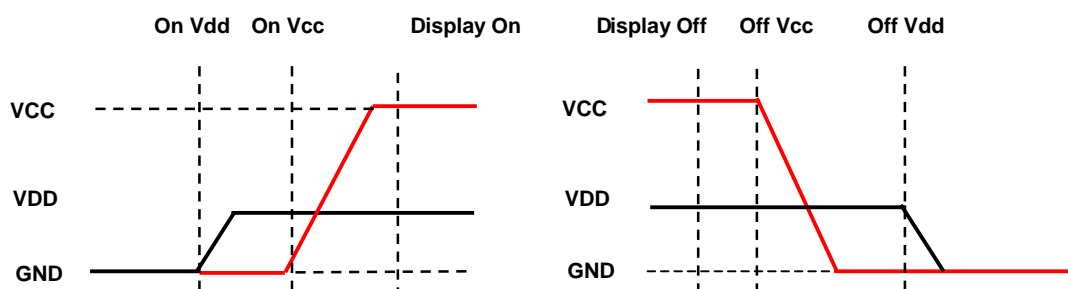 On Vdd On Vcc Display On
VCC
VDD
GND
Display Off Off Vcc Off Vdd
VCC
VDD
GND